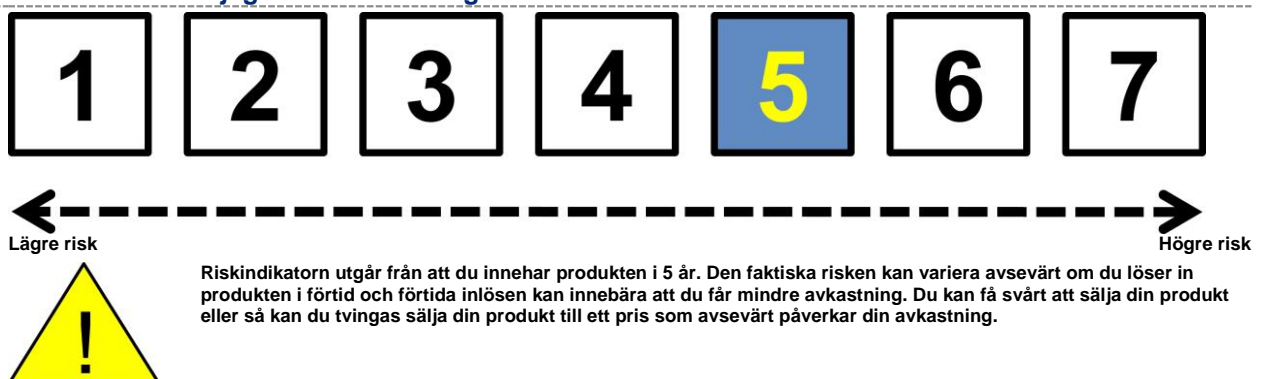 1 2 3 4 5 6 7
Lägre risk Högre risk
Riskindikatorn utgår från att du innehar produkten i 5 år. Den faktiska risken kan variera avsevärt om du löser in
produkten i förtid och förtida inlösen kan innebära att du får mindre avkastning. Du kan få svårt att sälja din produkt
eller så kan du tvingas sälja din produkt till ett pris som avsevärt påverkar din avkastning.
!